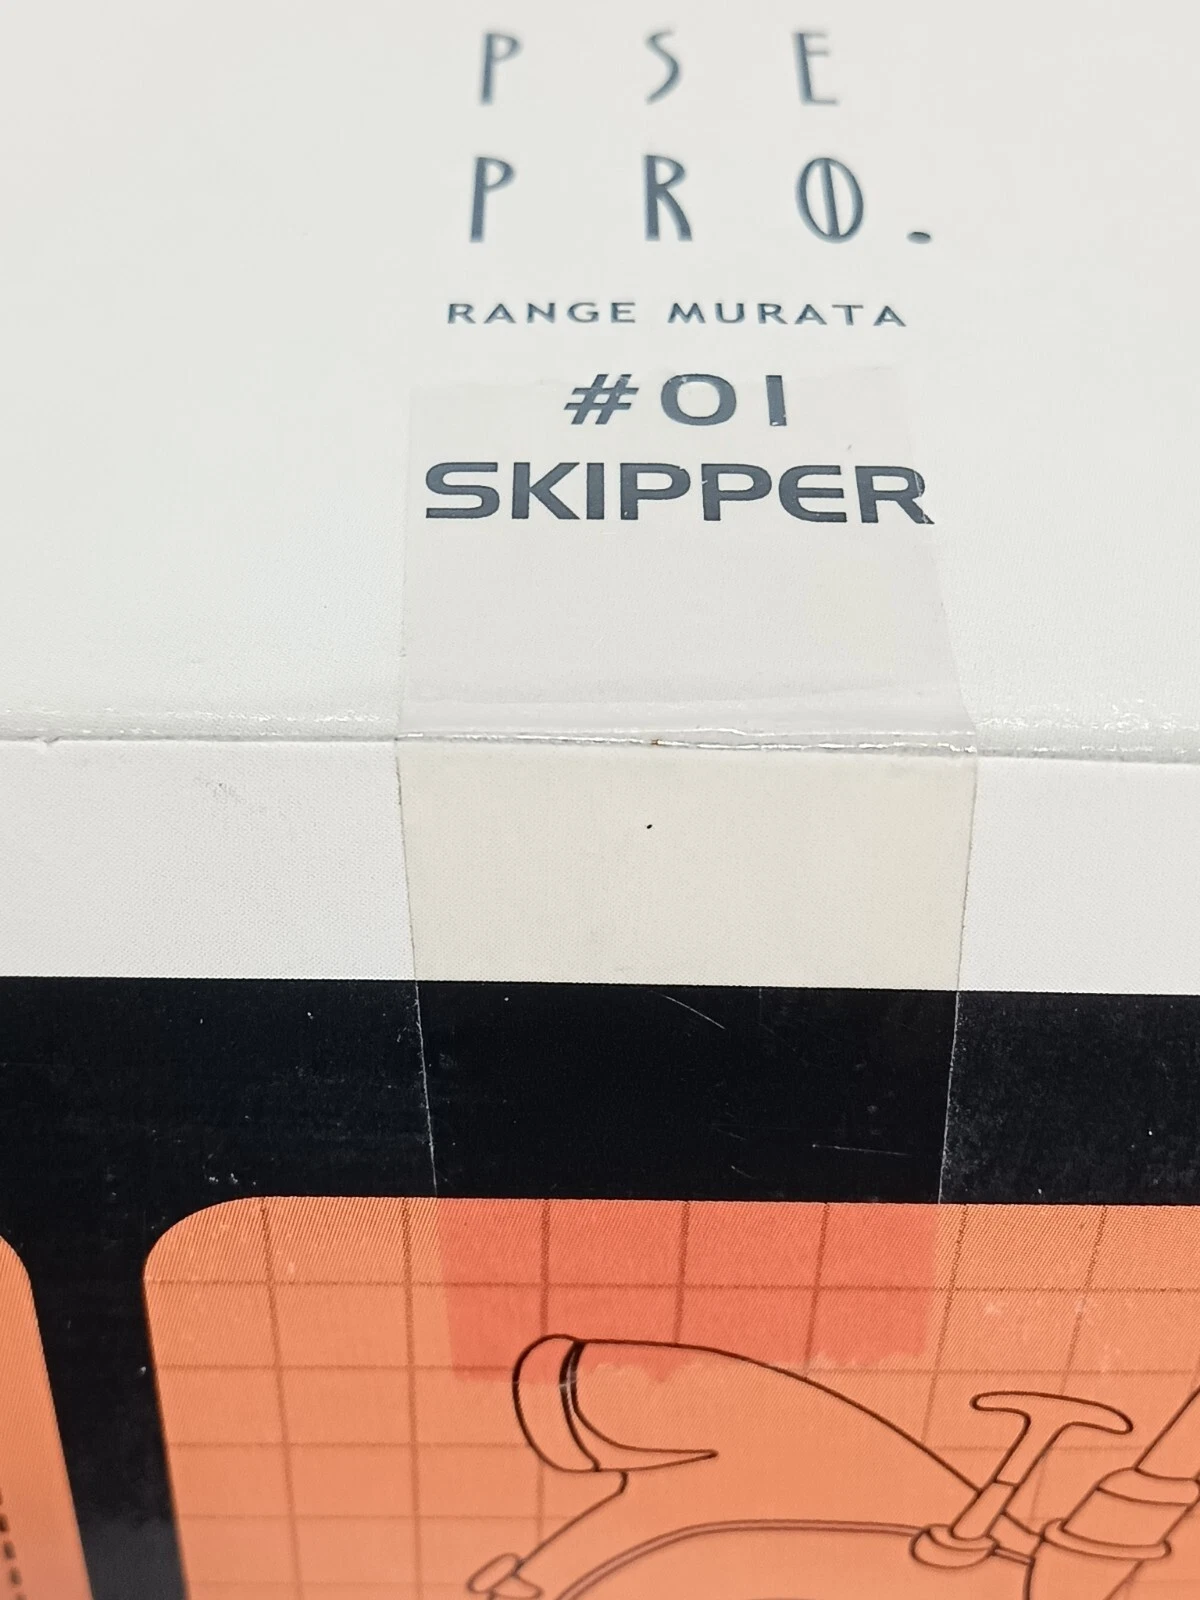 PSE
PRO.
RANGE MURATA
#01
SKIPPER